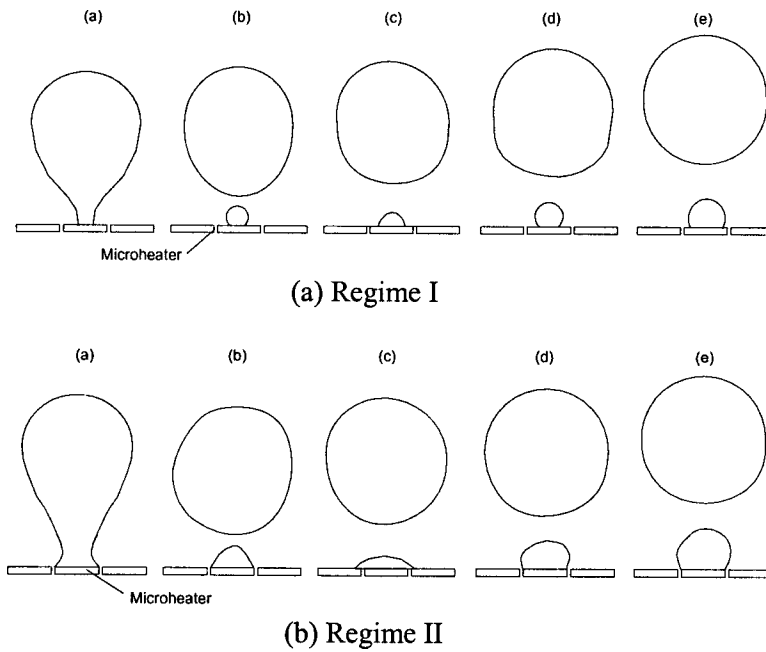 (a) (b) (c) (d) (e)
Microheater
(a) Regime I
(a) (b) (c) (d) (e)
Microheater
(b) Regime II